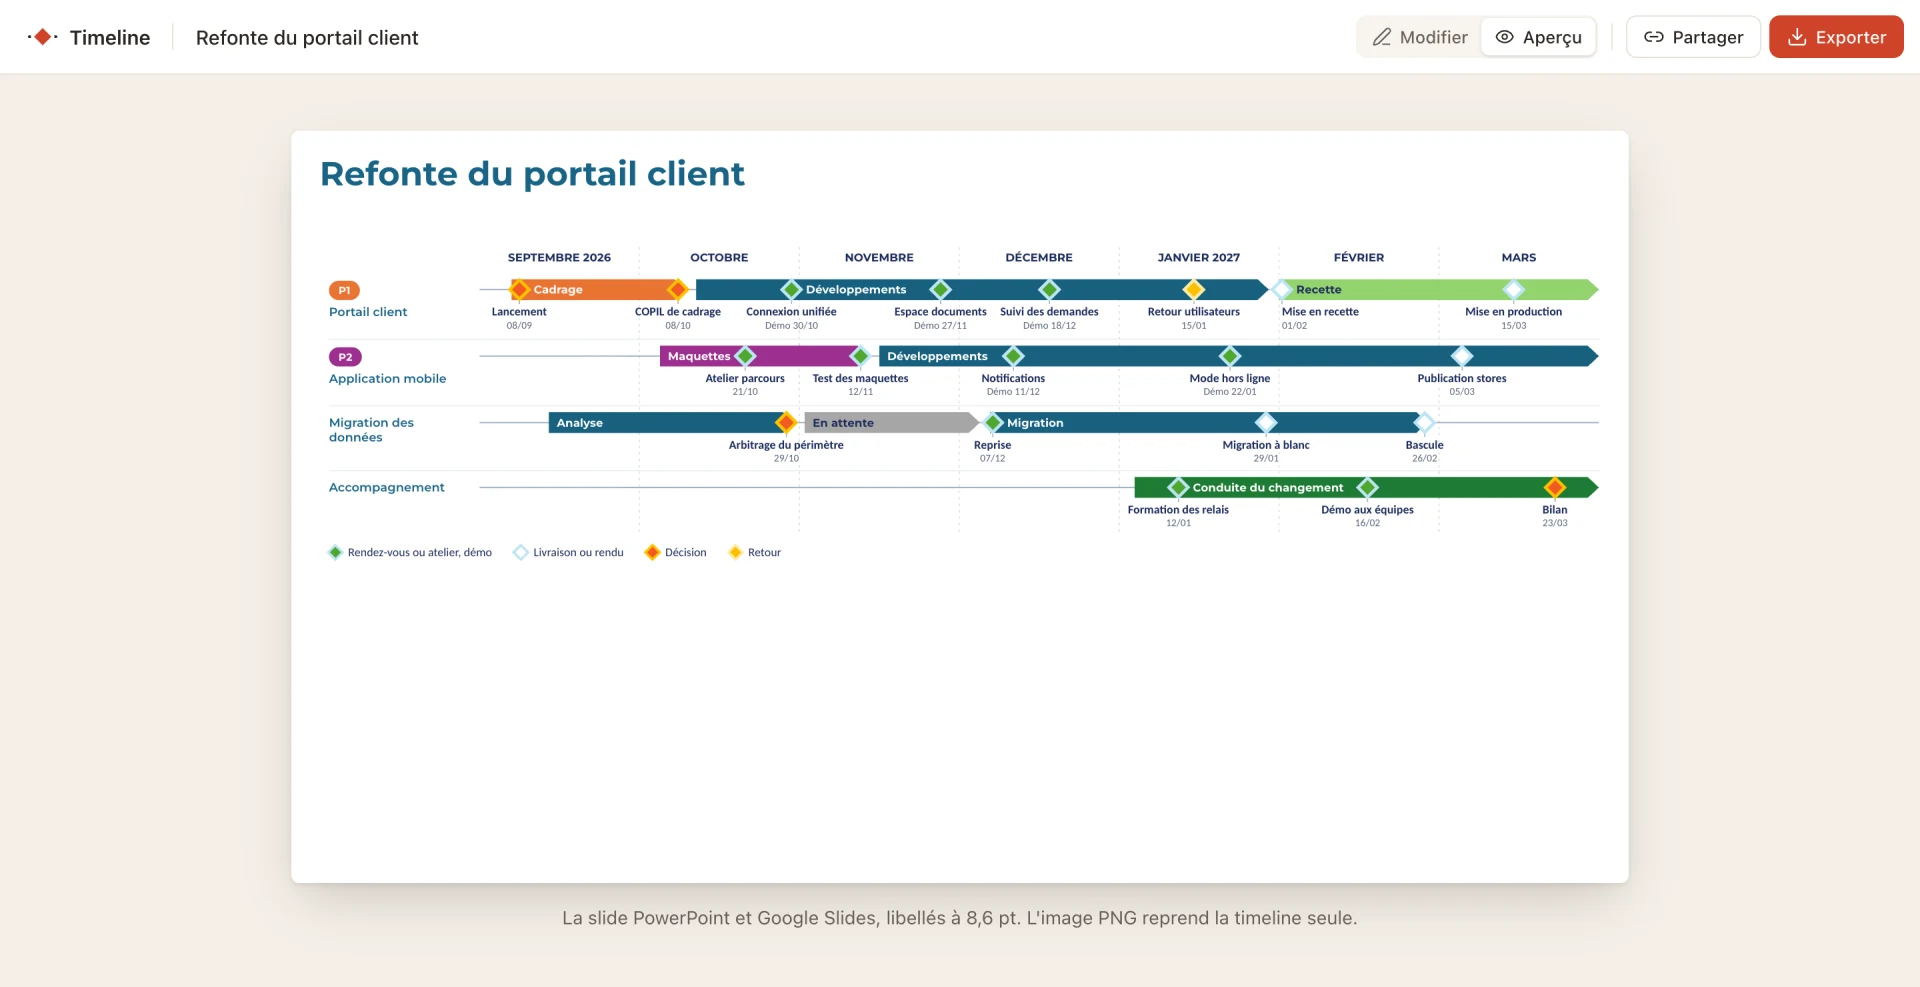 Timeline
Refonte du portail client
Modifier
Aperçu
Partager
Exporter
Refonte du portail client
SEPTEMBRE 2026
OCTOBRE
NOVEMBRE
DÉCEMBRE
JANVIER 2027
FÉVRIER
MARS
P1
Portail client
Cadrage
Développements
Recette
Lancement
08/09
COPIL de cadrage
08/10
Connexion unifiée
Démo 30/10
Espace documents
Démo 27/11
Suivi des demandes
Démo 18/12
Retour utilisateurs
15/01
Mise en recette
01/02
Mise en production
15/03
P2
Application mobile
Maquettes
Développements
Atelier parcours
21/10
Test des maquettes
12/11
Notifications
Démo 11/12
Mode hors ligne
Démo 22/01
Publication stores
05/03
Migration des
données
Analyse
En attente
Migration
Arbitrage du périmètre
29/10
Reprise
07/12
Migration à blanc
29/01
Bascule
26/02
Accompagnement
Conduite du changement
Formation des relais
12/01
Démo aux équipes
16/02
Bilan
23/03
Rendez-vous ou atelier, démo
Livraison ou rendu
Décision
Retour
La slide PowerPoint et Google Slides, libellés à 8,6 pt. L'image PNG reprend la timeline seule.